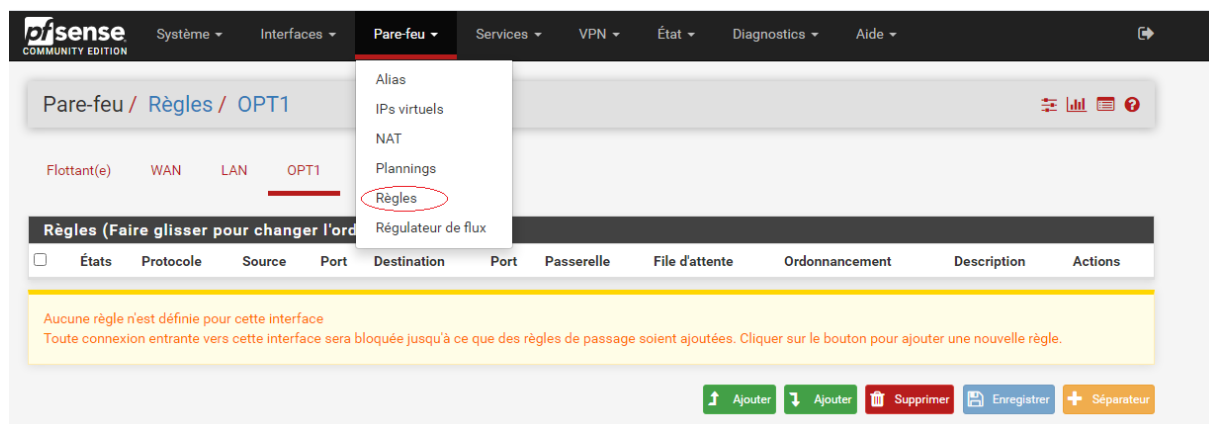 pfsense Système Interfaces Pare-feu Services VPN État Diagnostics Aide
COMMUNITY EDITION
Alias
IPs virtuels
NAT
Plannings
Règles
Régulateur de flux
Pare-feu / Règles / OPT1
Flottant(e) WAN LAN OPT1
Règles (Faire glisser pour changer l'ord
États Protocole Source Port Destination Port Passerelle File d'attente Ordonnancement Description Actions
Aucune règle n'est définie pour cette interface
Toute connexion entrante vers cette interface sera bloquée jusqu'à ce que des règles de passage soient ajoutées. Cliquer sur le bouton pour ajouter une nouvelle règle.
Ajouter Ajouter Supprimer Enregistrer Séparateur